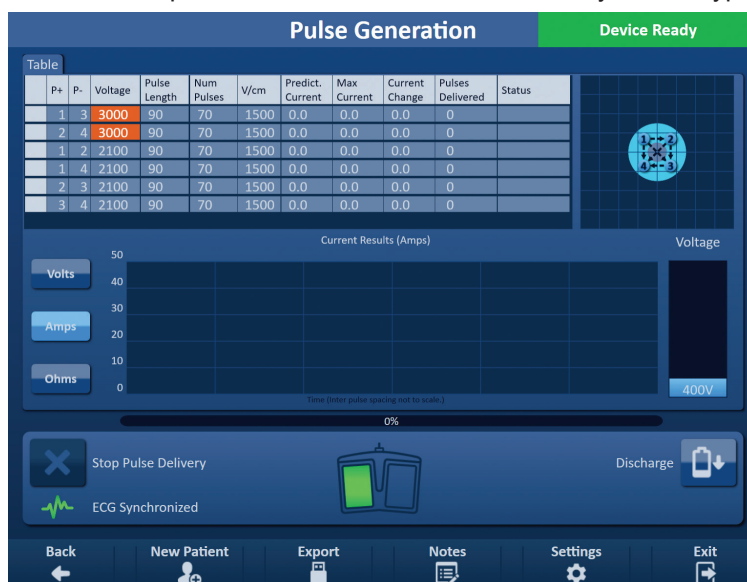 Pulse Generation
Device Ready
Table
P+ P- Voltage Pulse Length Num Pulses V/cm Predict. Current Max Current Current Change Pulses Delivered Status
1 3 3000 90 70 1500 0.0 0.0 0.0 0
2 4 3000 90 70 1500 0.0 0.0 0.0 0
1 2 2100 90 70 1500 0.0 0.0 0.0 0
1 4 2100 90 70 1500 0.0 0.0 0.0 0
2 3 2100 90 70 1500 0.0 0.0 0.0 0
3 4 2100 90 70 1500 0.0 0.0 0.0 0
1 2
4 3
Current Results (Amps)
Voltage
Volts
Amps
Ohms
50
40
30
20
10
0
400V
Time (Inter pulse spacing not to scale.)
0%
Stop Pulse Delivery
Discharge
ECG Synchronized
Back New Patient Export Notes Settings Exit